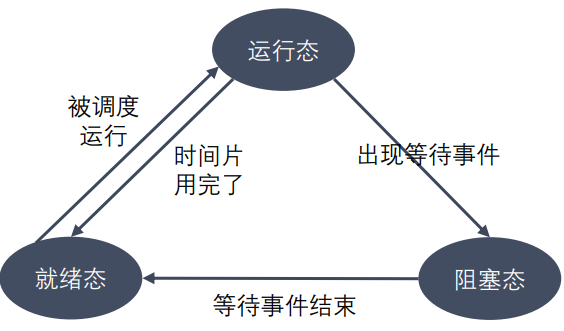 运行态
被调度
运行
时间片
用完了
出现等待事件
就绪态
阻塞态
等待事件结束